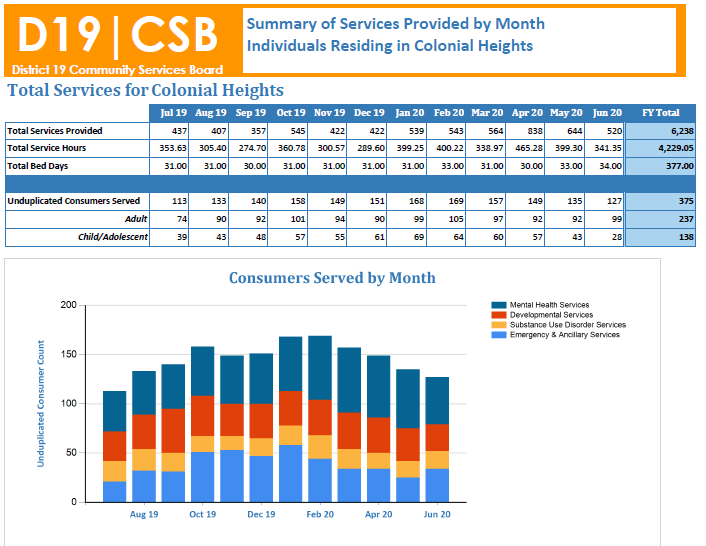 D19|CSB
District 19 Community Services Board
Summary of Services Provided by Month
Individuals Residing in Colonial Heights
Total Services for Colonial Heights
Jul 19 Aug 19 Sep 19 Oct 19 Nov 19 Dec 19 Jan 20 Feb 20 Mar 20 Apr 20 May 20 Jun 20 FY Total
Total Services Provided 437 407 357 545 422 422 539 543 564 838 644 520 6,238
Total Service Hours 353.63 305.40 274.70 360.78 300.57 289.60 399.25 400.22 338.97 465.28 399.30 341.35 4,229.05
Total Bed Days 31.00 31.00 30.00 31.00 31.00 31.00 31.00 33.00 31.00 30.00 33.00 34.00 377.00
Unduplicated Consumers Served 113 133 140 158 149 151 168 169 157 149 135 127 375
Adult 74 90 92 101 94 90 99 105 97 92 92 99 237
Child/Adolescent 39 43 48 57 55 61 69 64 60 57 43 28 138
Consumers Served by Month
Unduplicated Consumer Count
200
150
100
50
0
Aug 19 Oct 19 Dec 19 Feb 20 Apr 20 Jun 20
Mental Health Services
Developmental Services
Substance Use Disorder Services
Emergency & Ancillary Services